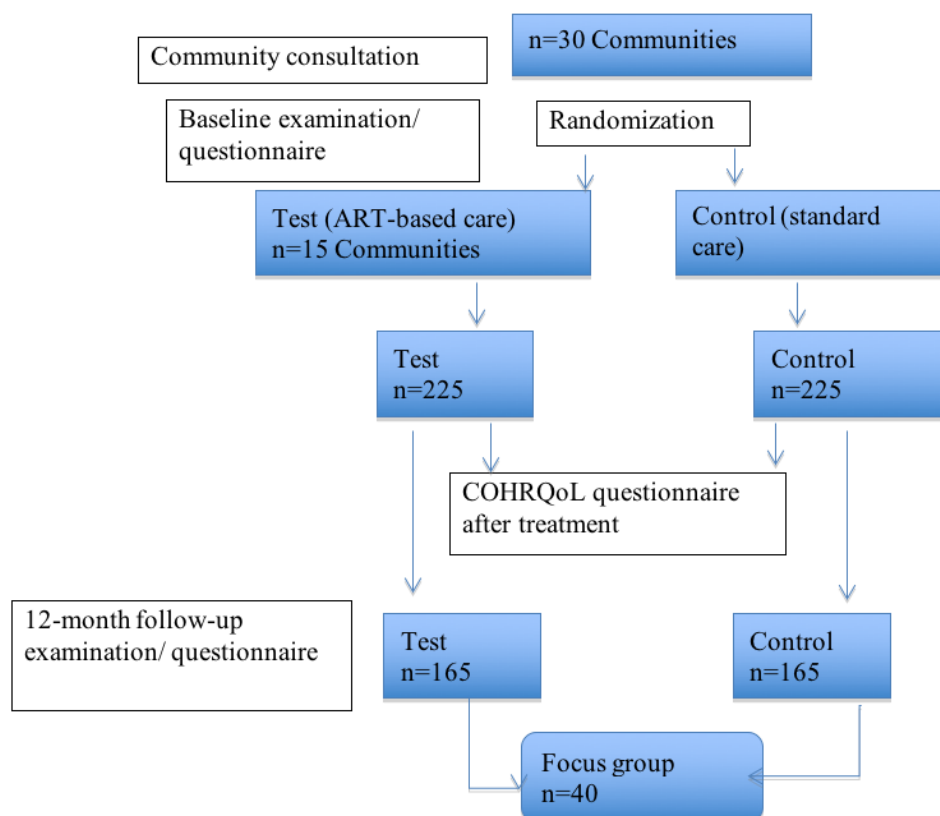 n=30 Communities
Community consultation
Baseline examination/
questionnaire
Randomization
Test (ART-based care)
n=15 Communities
Control (standard
care)
Test
n=225
Control
n=225
COHRQoL questionnaire
after treatment
12-month follow-up
examination/ questionnaire
Test
n=165
Control
n=165
Focus group
n=40